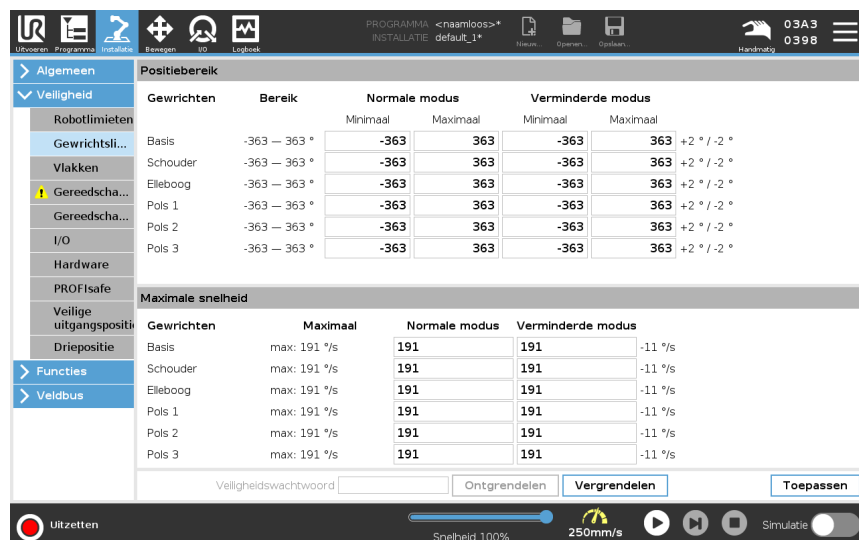 PROGRAMMA <naamloos>*
INSTALLATIE default_1*
Uitvoeren Programma Installatie Bewegen I/O Logboek Nieuw... Openen... Opslaan... Handmatig
03A3
0398
Algemeen
Veiligheid
Robotlimieten
Gewrichtsli...
Vlakken
Gereedscha...
Gereedscha...
I/O
Hardware
PROFIsafe
Veilige
uitgangspositi
Driepositie
Functies
Veldbus
Positiebereik
Gewrichten Bereik Normale modus Verminderde modus
Minimaal Maximaal Minimaal Maximaal
Basis -363 — 363 ° -363 363 -363 363 +2 ° / -2 °
Schouder -363 — 363 ° -363 363 -363 363 +2 ° / -2 °
Elleboog -363 — 363 ° -363 363 -363 363 +2 ° / -2 °
Pols 1 -363 — 363 ° -363 363 -363 363 +2 ° / -2 °
Pols 2 -363 — 363 ° -363 363 -363 363 +2 ° / -2 °
Pols 3 -363 — 363 ° -363 363 -363 363 +2 ° / -2 °
Maximale snelheid
Gewrichten Maximaal Normale modus Verminderde modus
Basis max: 191 °/s 191 191 -11 °/s
Schouder max: 191 °/s 191 191 -11 °/s
Elleboog max: 191 °/s 191 191 -11 °/s
Pols 1 max: 191 °/s 191 191 -11 °/s
Pols 2 max: 191 °/s 191 191 -11 °/s
Pols 3 max: 191 °/s 191 191 -11 °/s
Veiligheidswachtwoord Ontgrendelen Vergrendelen Toepassen
Uitzetten
Snelheid 100%
250mm/s
Simulatie